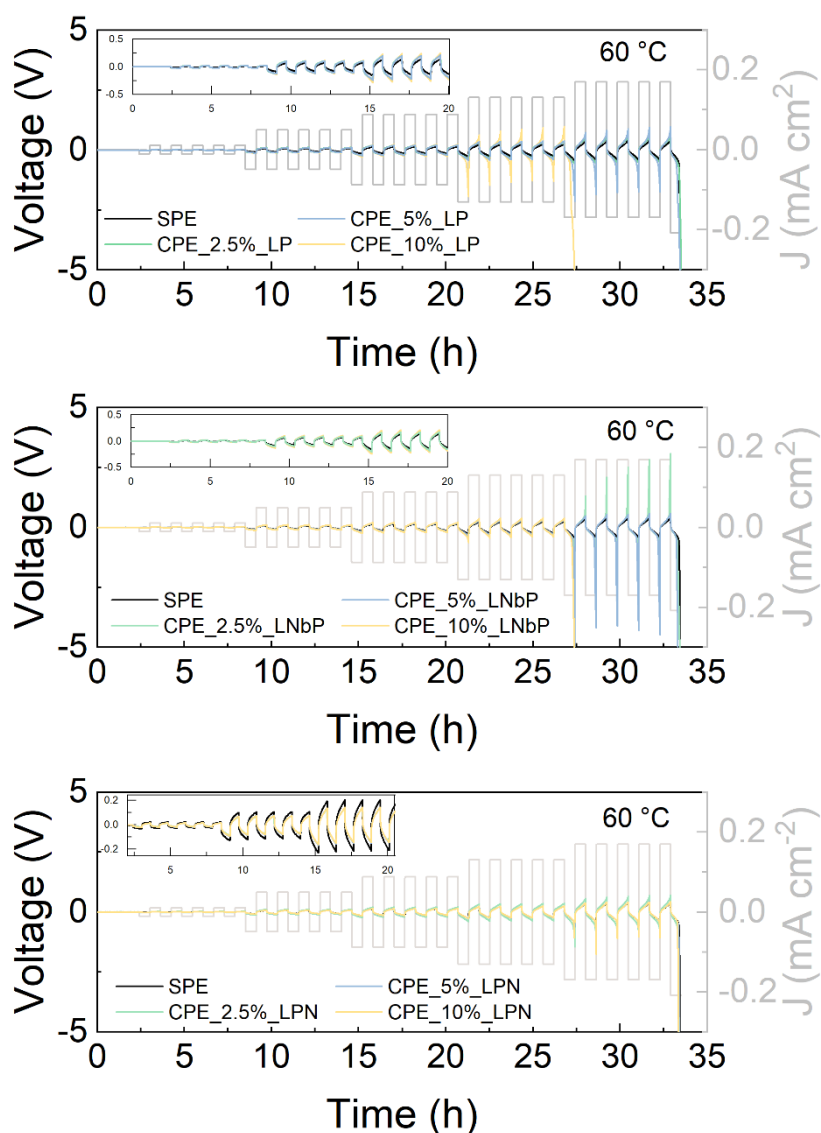 5
0.5
0.0
-0.5
0 5 10 15 20
60 °C
0.2
0
0.0
SPE CPE_5%_LP
CPE_2.5%_LP CPE_10%_LP
-0.2
-5
0 5 10 15 20 25 30 35
Voltage (V)
J (mA cm²)
Time (h)
5
0.5
0.0
-0.5
0 5 10 15 20
60 °C
0.2
0
0.0
SPE CPE_5%_LNbP
CPE_2.5%_LNbP CPE_10%_LNbP
-0.2
-5
0 5 10 15 20 25 30 35
Voltage (V)
J (mA cm²)
Time (h)
5
0.2
0.0
-0.2
5 10 15 20
60 °C
0.2
0
0.0
SPE CPE_5%_LPN
CPE_2.5%_LPN CPE_10%_LPN
-0.2
-5
0 5 10 15 20 25 30 35
Voltage (V)
J (mA cm⁻²)
Time (h)